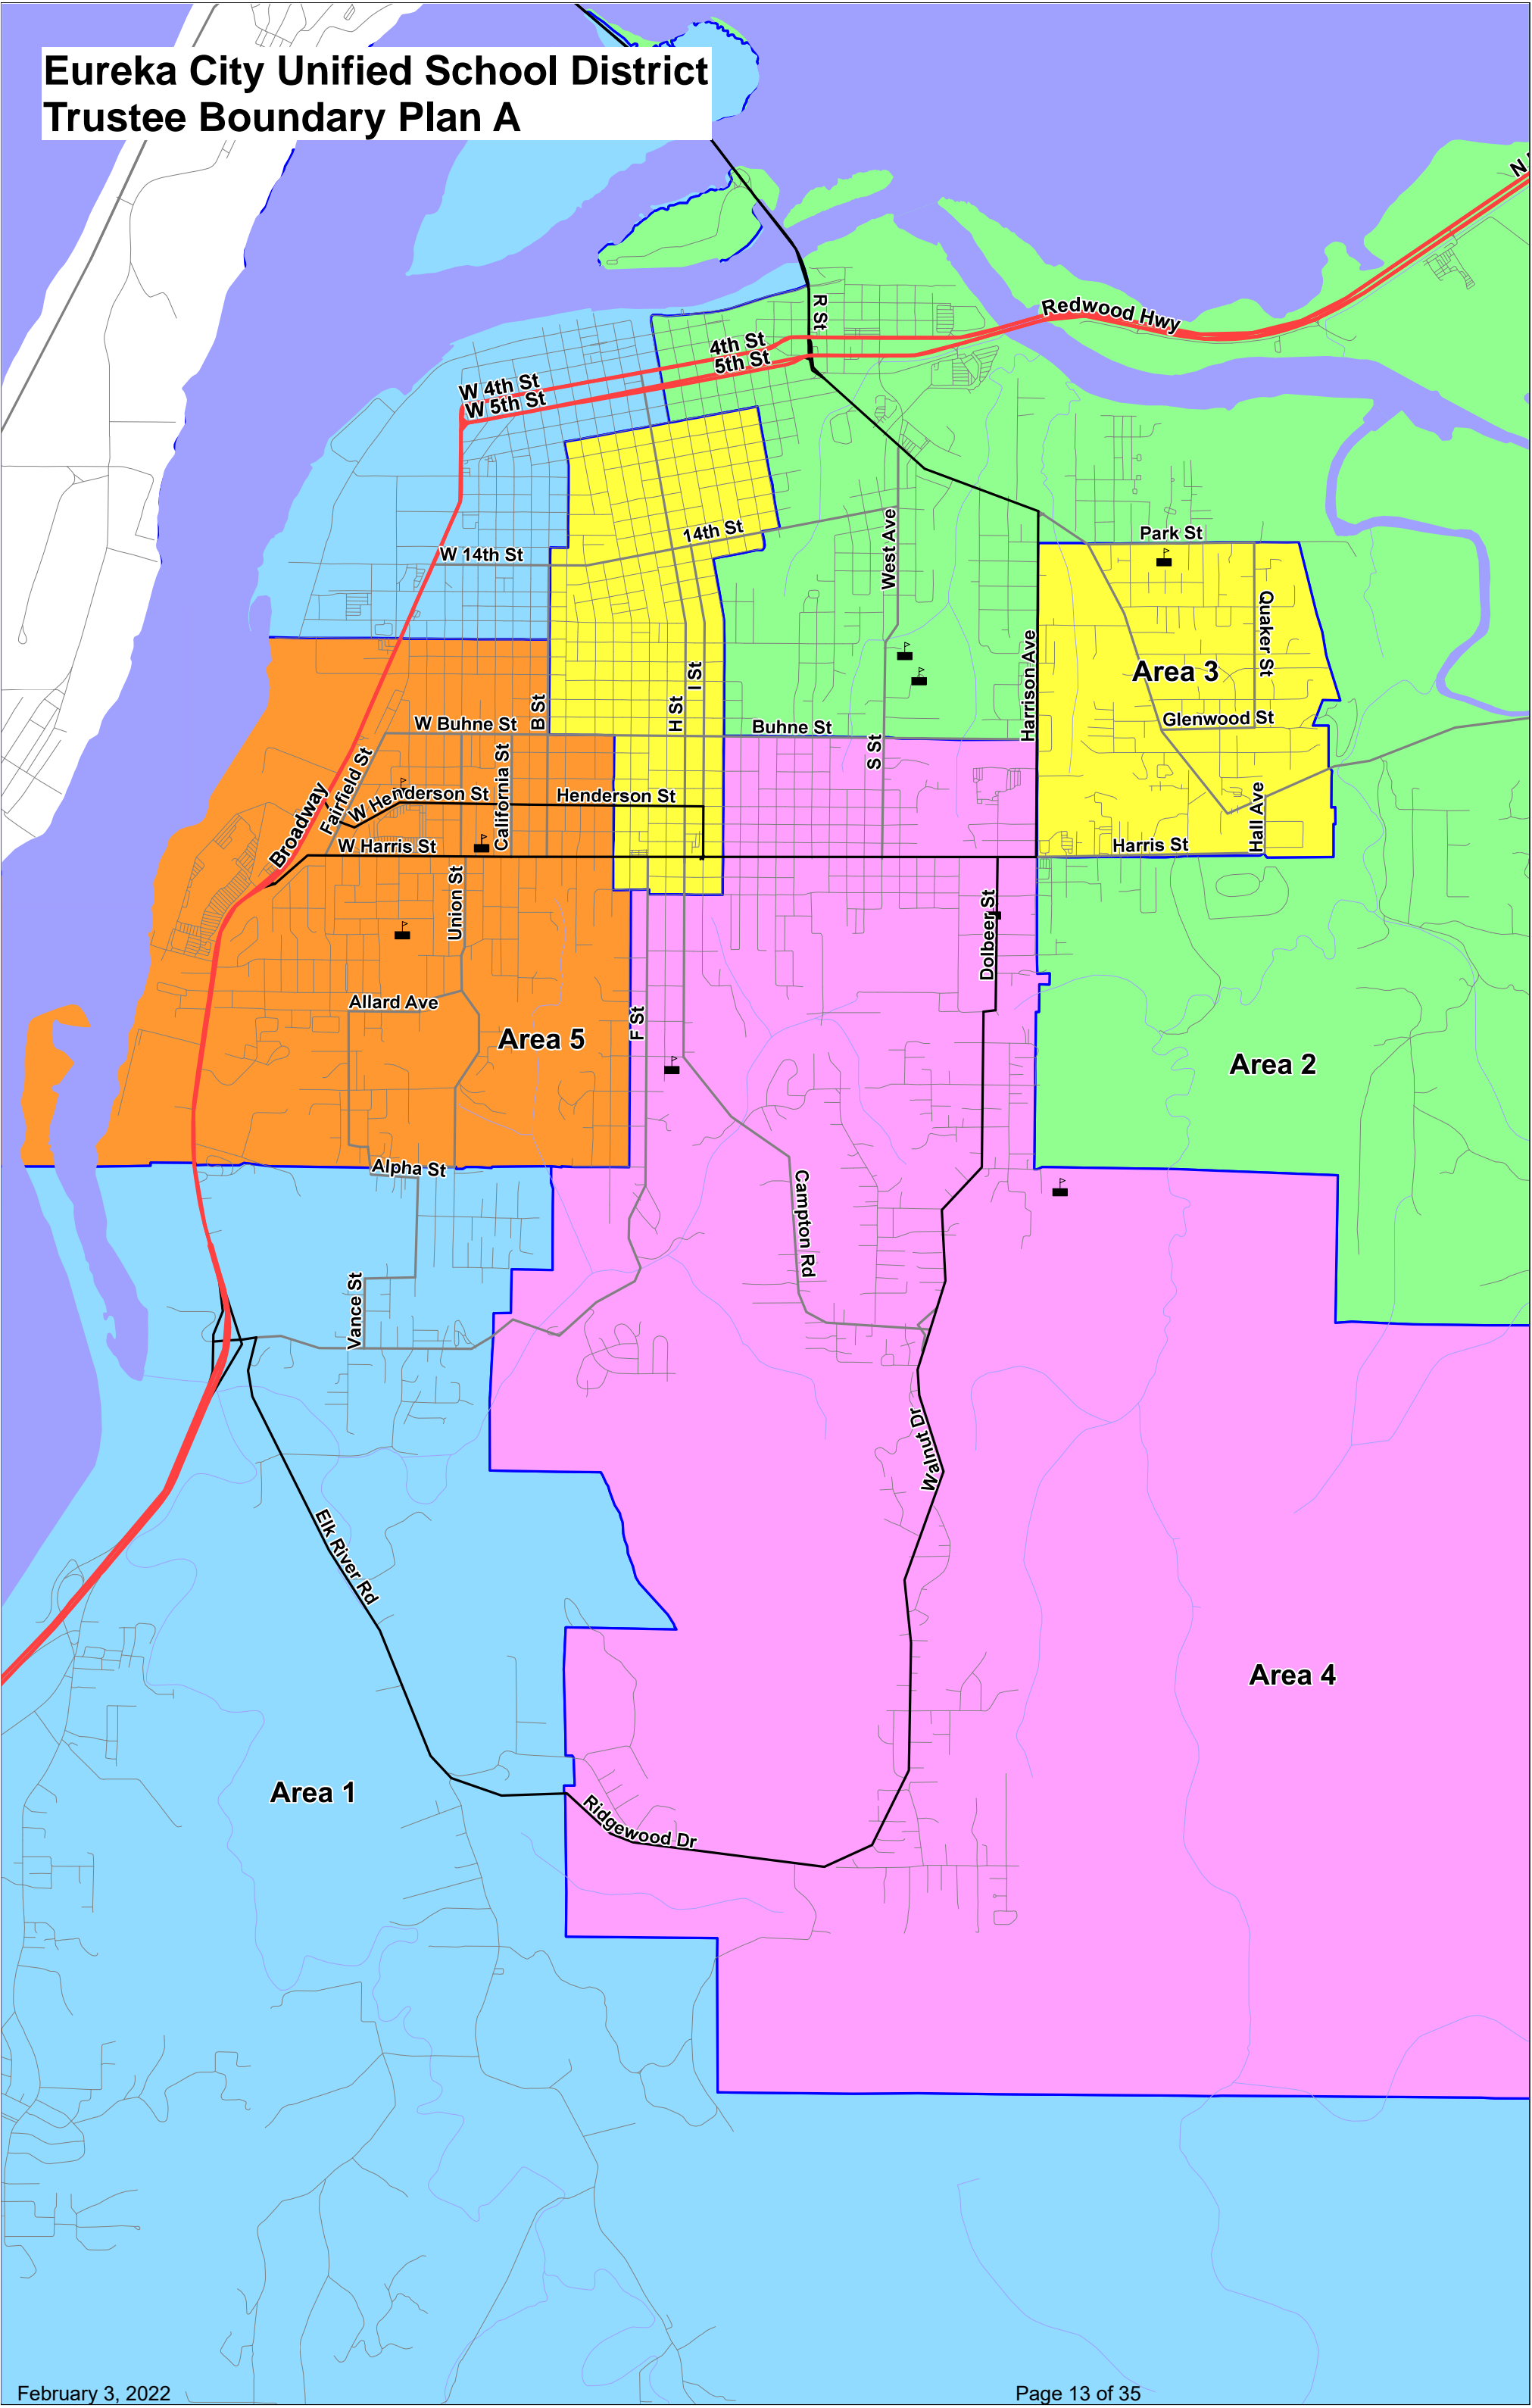 Eureka City Unified School District
Trustee Boundary Plan A
R St
Redwood Hwy
4th St
5th St
W 4th St
W 5th St
14th St
W 14th St
West Ave
Park St
Quaker St
Area 3
Harrison Ave
I St
H St
B St
W Buhne St
Buhne St
S St
Glenwood St
California St
Fairfield St
W Henderson St
Henderson St
Broadway
W Harris St
Harris St
Hall Ave
Union St
Dolbeer St
Allard Ave
F St
Area 5
Area 2
Alpha St
Campton Rd
Vance St
Walnut Dr
Elk River Rd
Area 4
Area 1
Ridgewood Dr
February 3, 2022
Page 13 of 35